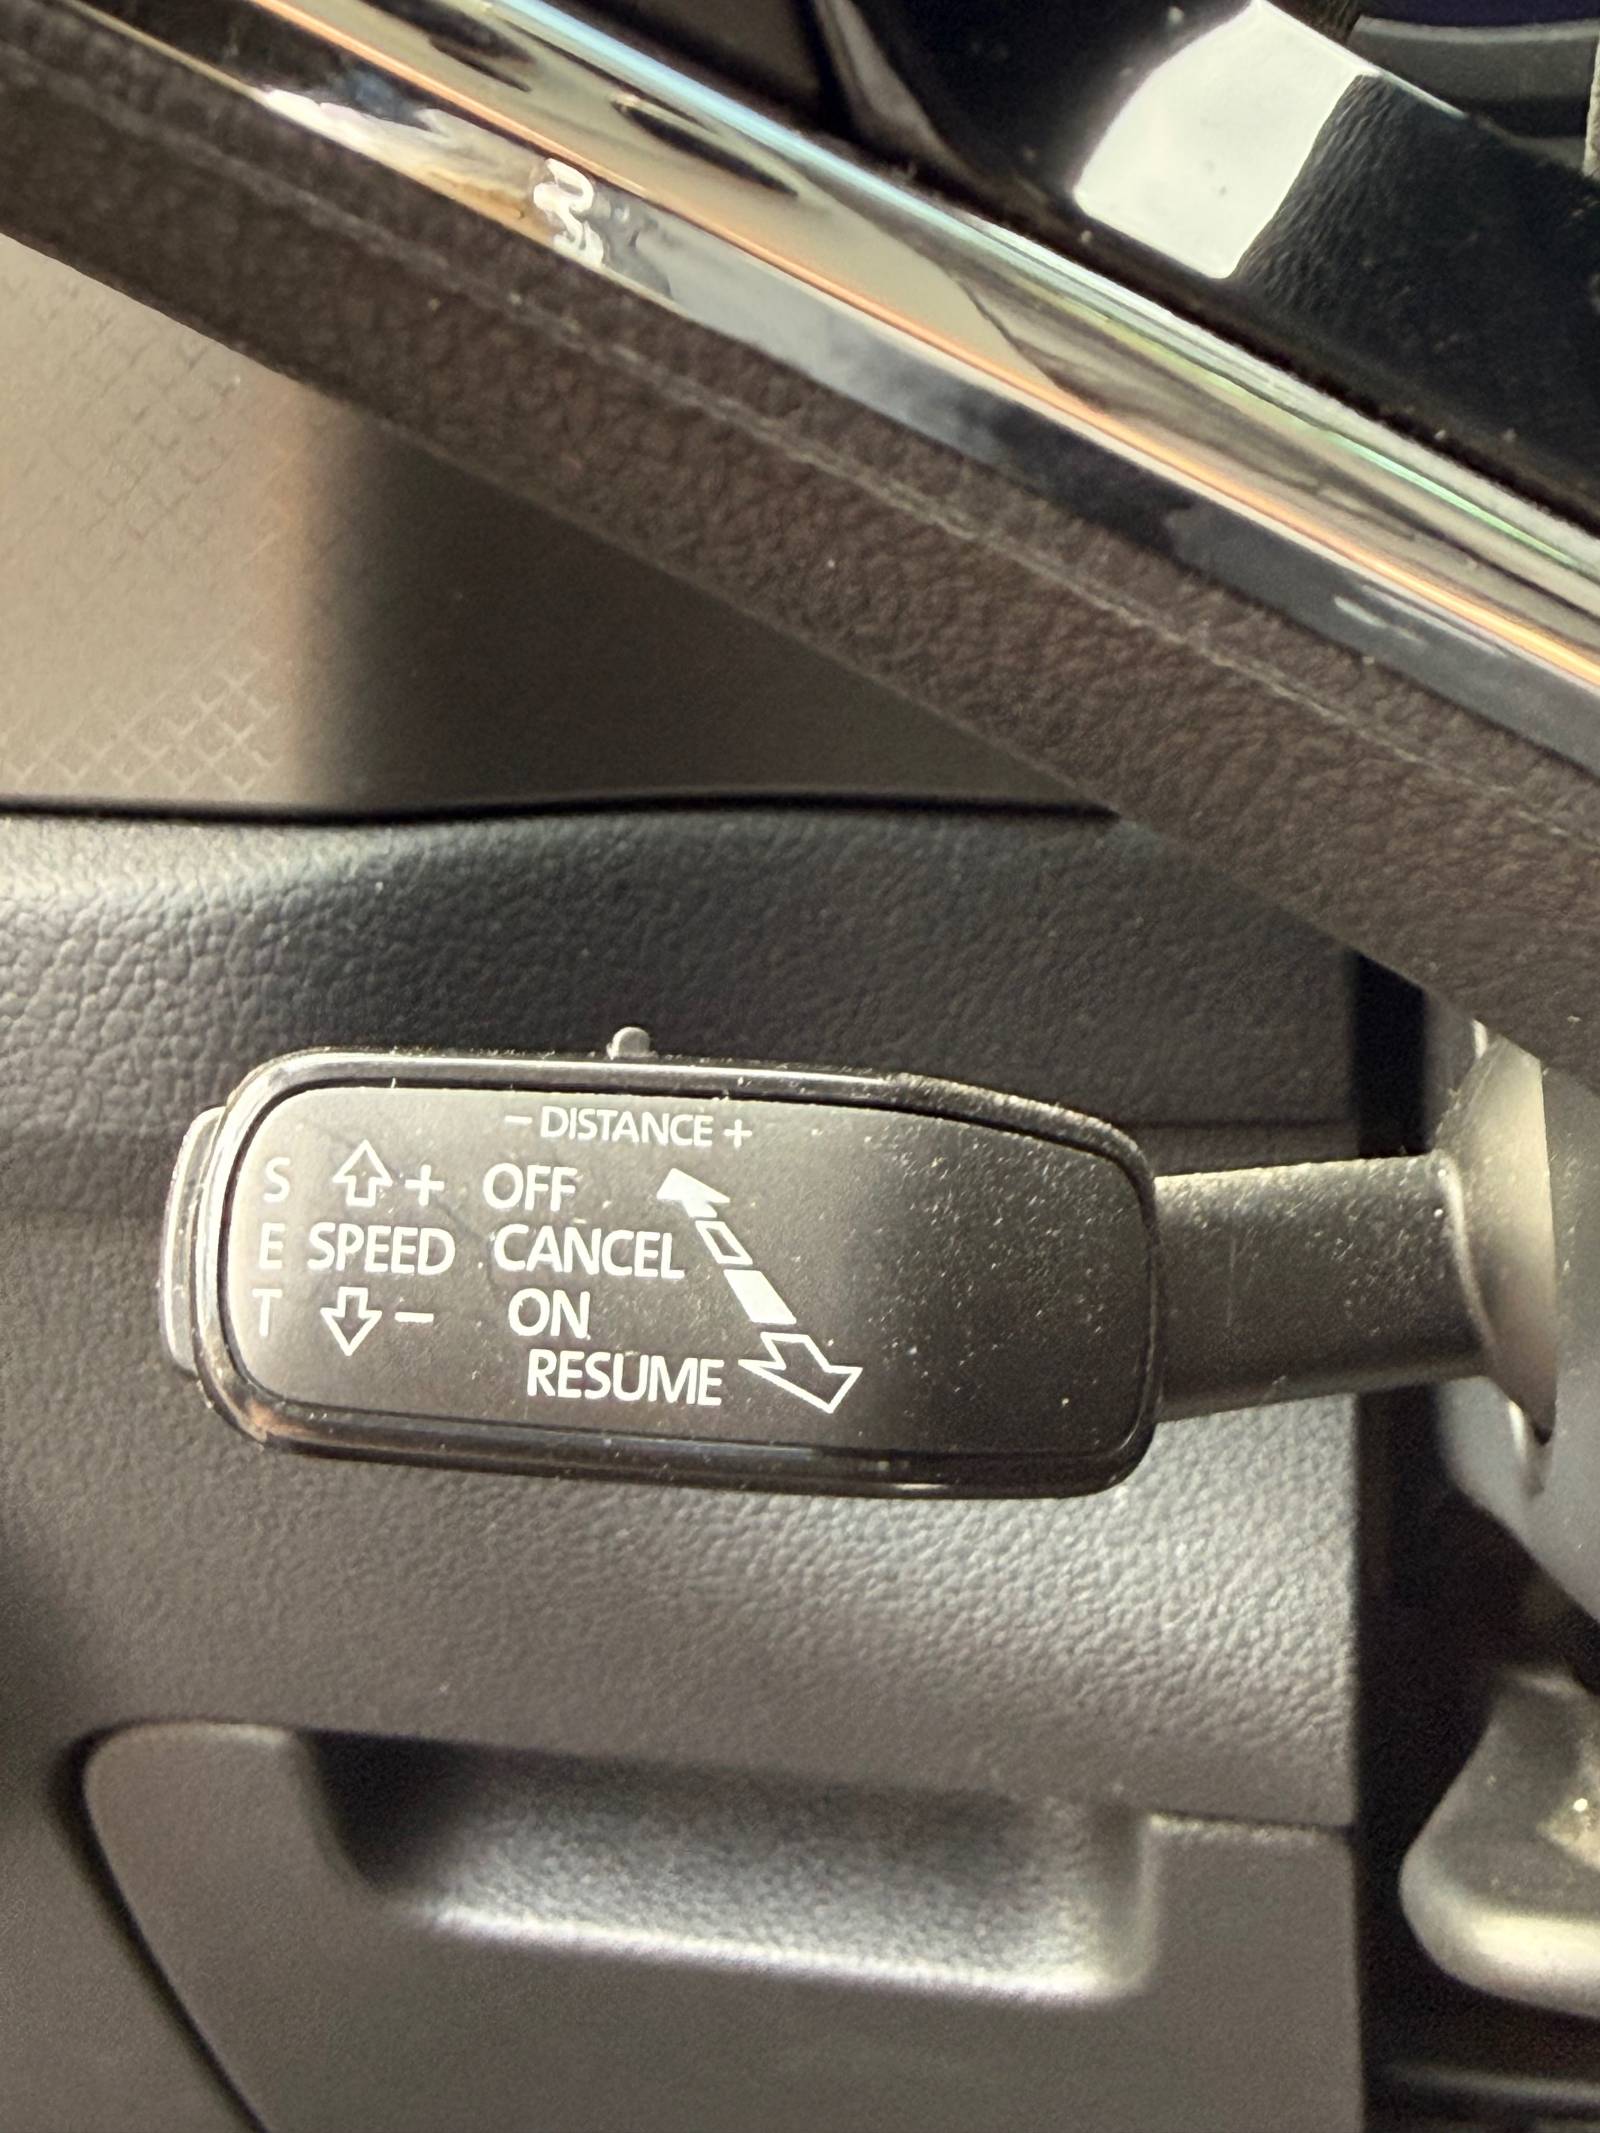 − DISTANCE +
S + OFF
E SPEED CANCEL
T − ON
RESUME